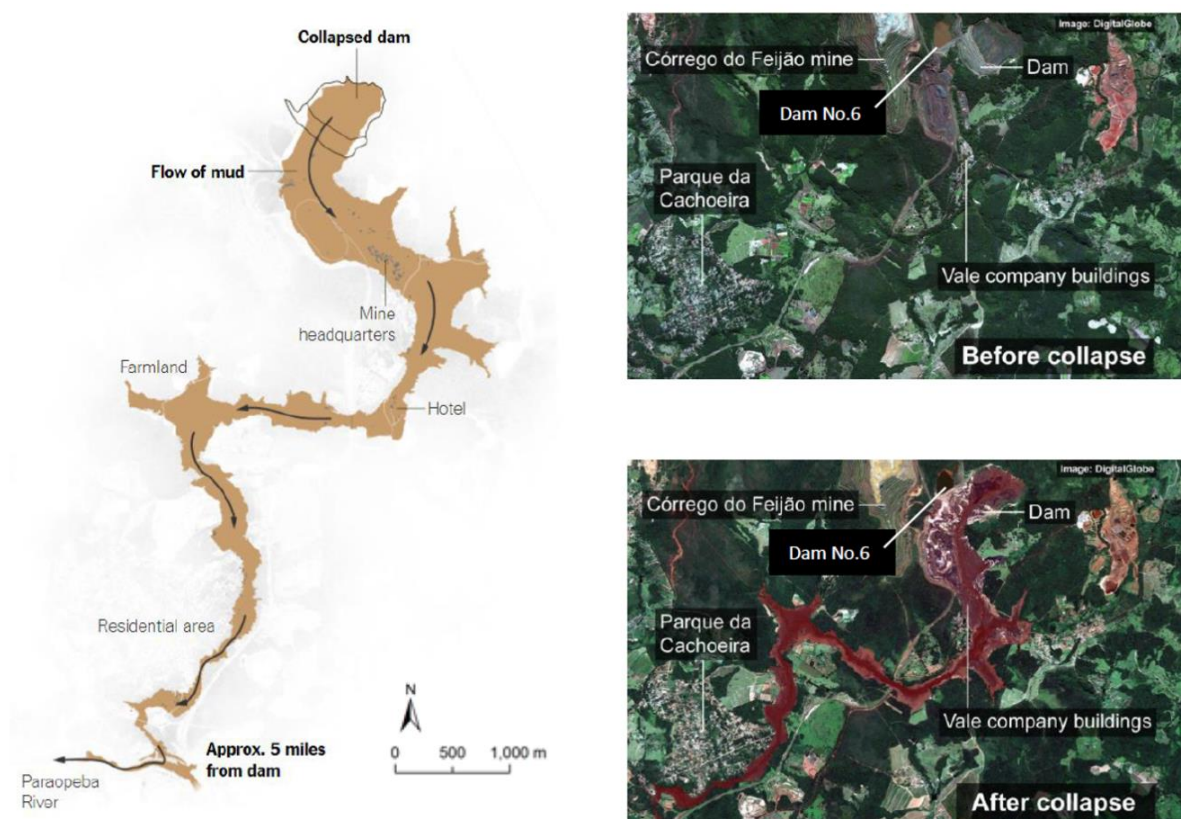 Collapsed dam
Flow of mud
Mine
headquarters
Farmland
Hotel
Residential area
N
0 500 1,000 m
Approx. 5 miles
from dam
Paraopeba
River
Imago: DigitalGlobe
Córrego do Feijão mine
Dam
Dam No.6
Parque da
Cachoeira
Vale company buildings
Before collapse
Image: DigitalGlobe
Córrego do Feijão mine
Dam
Dam No.6
Parque da
Cachoeira
Vale company buildings
After collapse